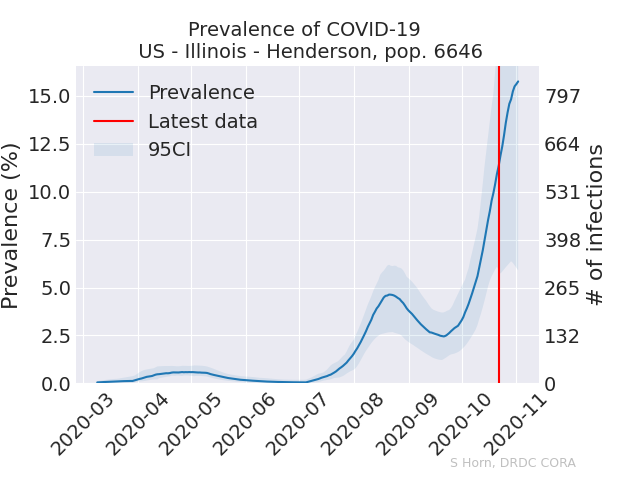 Prevalence of COVID-19
US - Illinois - Henderson, pop. 6646
Prevalence
Latest data
95CI
Prevalence (%)
15.0
12.5
10.0
7.5
5.0
2.5
0.0
797
664
531
398
265
132
0
# of infections
2020-03
2020-04
2020-05
2020-06
2020-07
2020-08
2020-09
2020-10
2020-11
S Horn, DRDC CORA